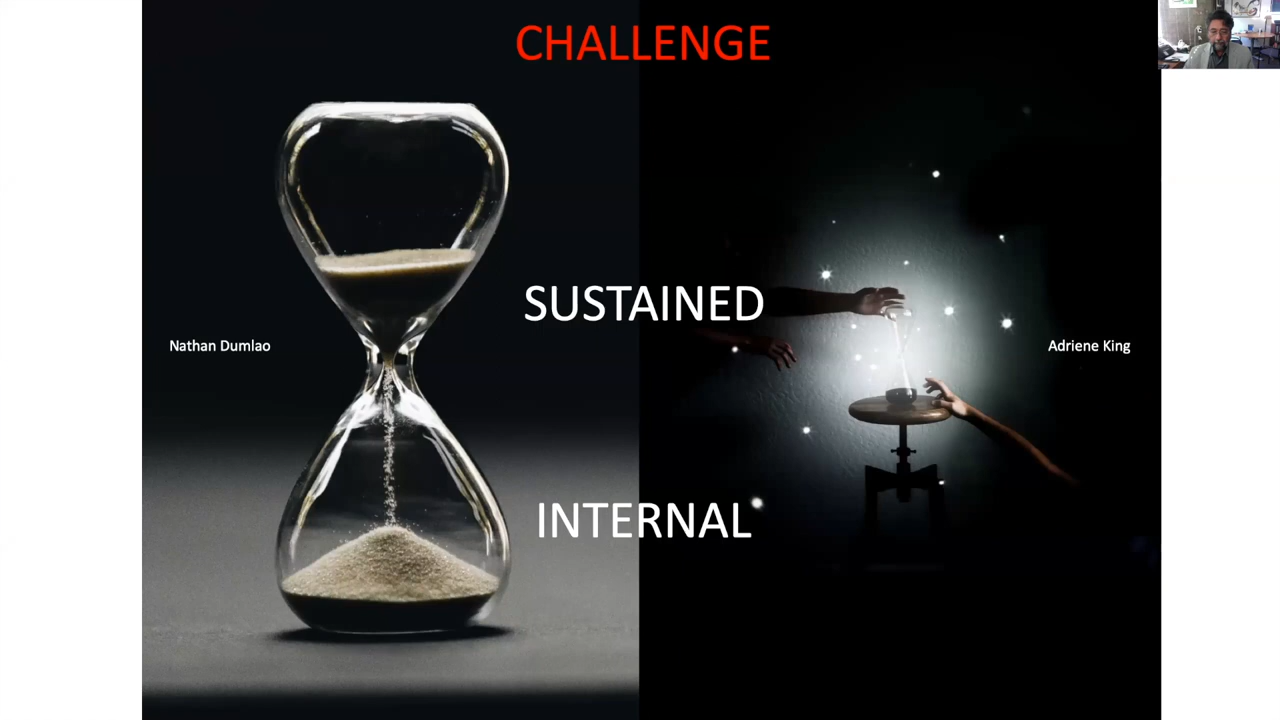 CHALLENGE
SUSTAINED
Nathan Dumlao
Adriene King
INTERNAL